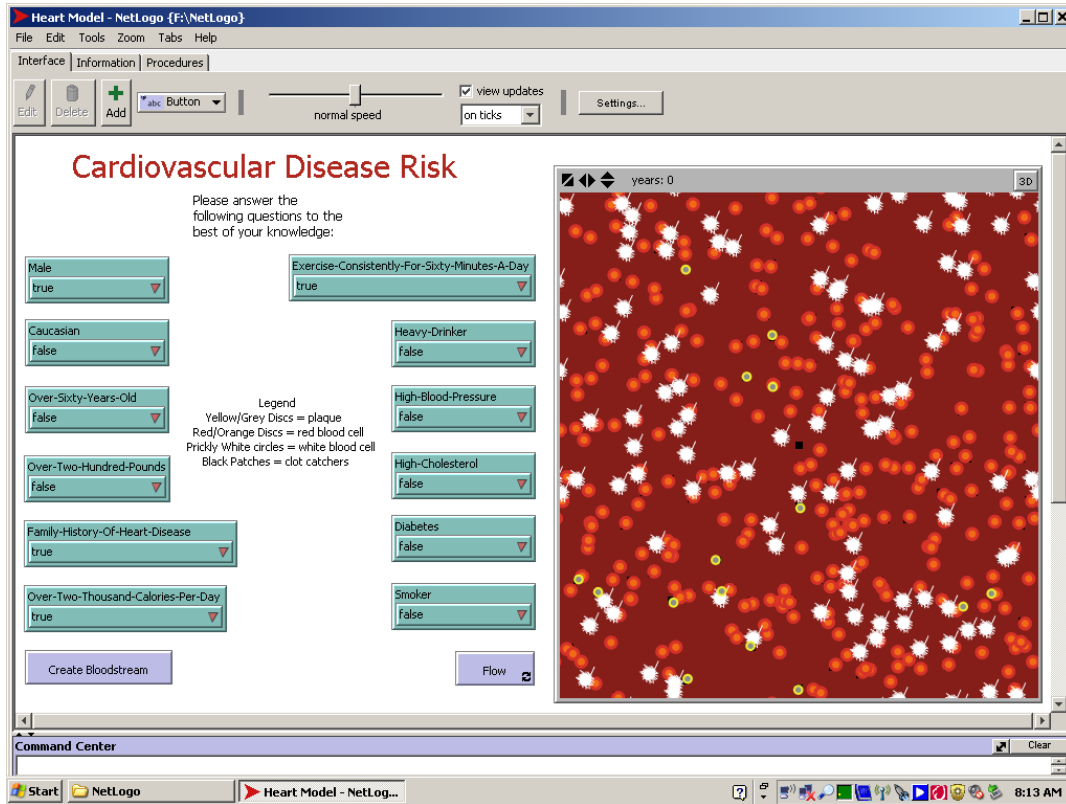 Heart Model - NetLogo {F:\NetLogo}
File Edit Tools Zoom Tabs Help
Interface Information Procedures
Edit Delete Add abc Button normal speed view updates on ticks Settings...
Cardiovascular Disease Risk
Please answer the
following questions to the
best of your knowledge:
Male
true
Exercise-Consistently-For-Sixty-Minutes-A-Day
true
Caucasian
false
Heavy-Drinker
false
Over-Sixty-Years-Old
false
High-Blood-Pressure
false
Legend
Yellow/Grey Discs = plaque
Red/Orange Discs = red blood cell
Prickly White circles = white blood cell
Black Patches = clot catchers
Over-Two-Hundred-Pounds
false
High-Cholesterol
false
Family-History-Of-Heart-Disease
true
Diabetes
false
Over-Two-Thousand-Calories-Per-Day
true
Smoker
false
Create Bloodstream
Flow
years: 0
3D
Command Center
Clear
Start NetLogo Heart Model - NetLog... 8:13 AM